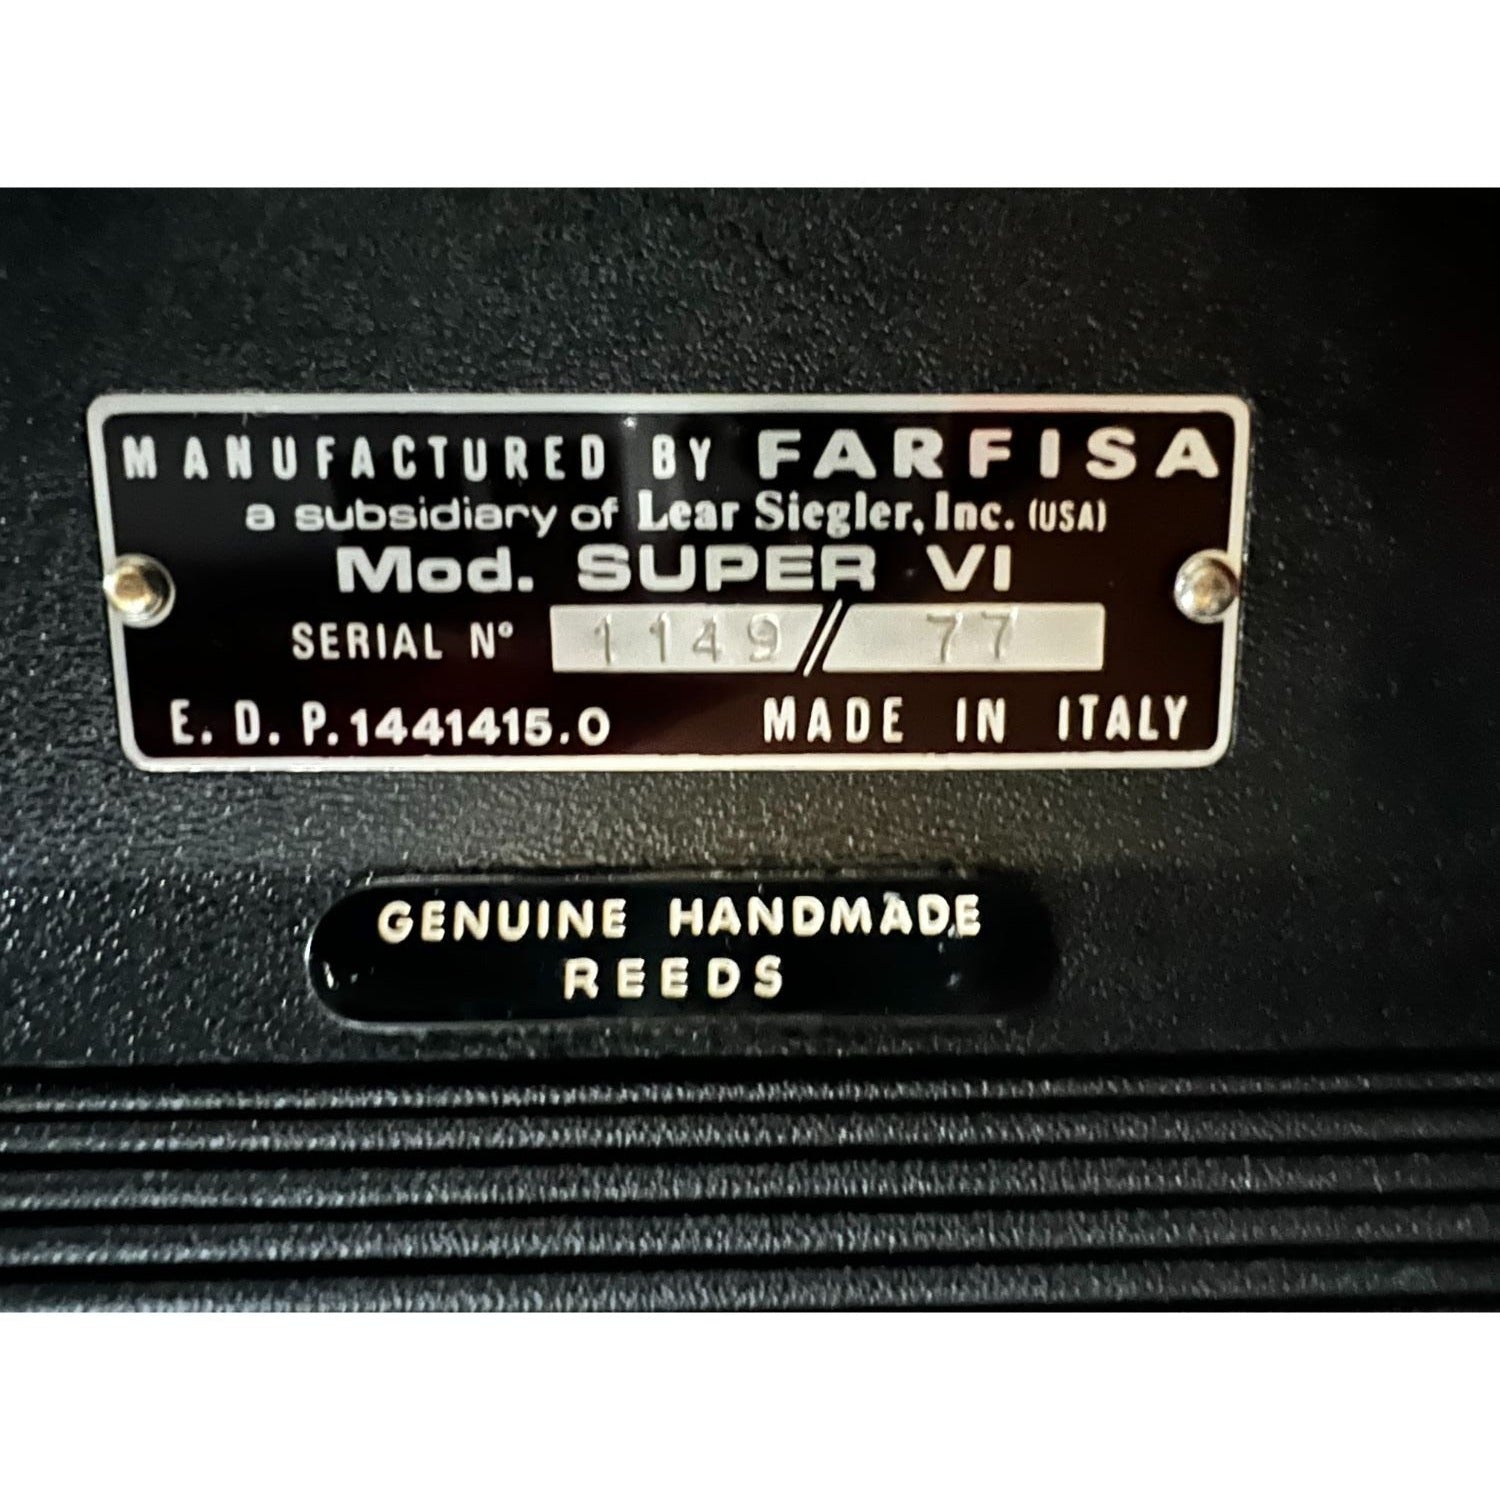 MANUFACTURED BY FARFISA
a subsidiary of Lear Siegler, Inc. (USA)
Mod. SUPER VI
SERIAL N° 1149//77
E. D. P. 1441415.0 MADE IN ITALY
GENUINE HANDMADE
REEDS